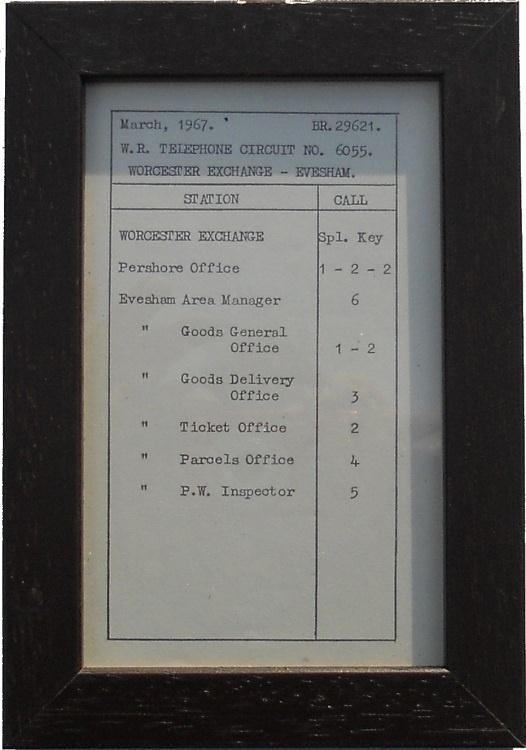 March, 1967. BR.29621.
W.R. TELEPHONE CIRCUIT NO. 6055.
WORCESTER EXCHANGE - EVESHAM.
STATION CALL
WORCESTER EXCHANGE Spl. Key
Pershore Office 1 - 2 - 2
Evesham Area Manager 6
" Goods General
Office 1 - 2
" Goods Delivery
Office 3
" Ticket Office 2
" Parcels Office 4
" P.W. Inspector 5